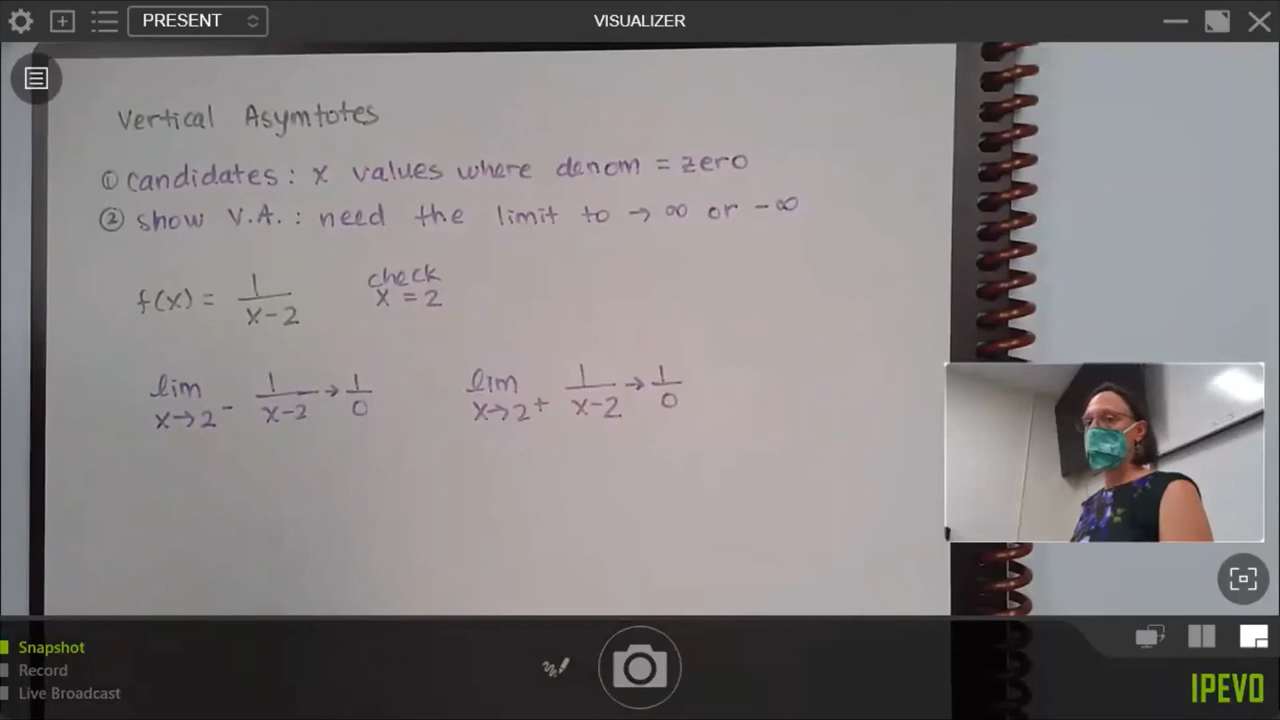 PRESENT
VISUALIZER
Vertical Asymtotes
① candidates: x values where denom = zero
② show V.A.: need the limit to → ∞ or -∞
f(x) = 1/(x-2) check x = 2
lim x→2⁻ 1/(x-2) → 1/0 lim x→2⁺ 1/(x-2) → 1/0
Snapshot
Record
Live Broadcast
IPEVO